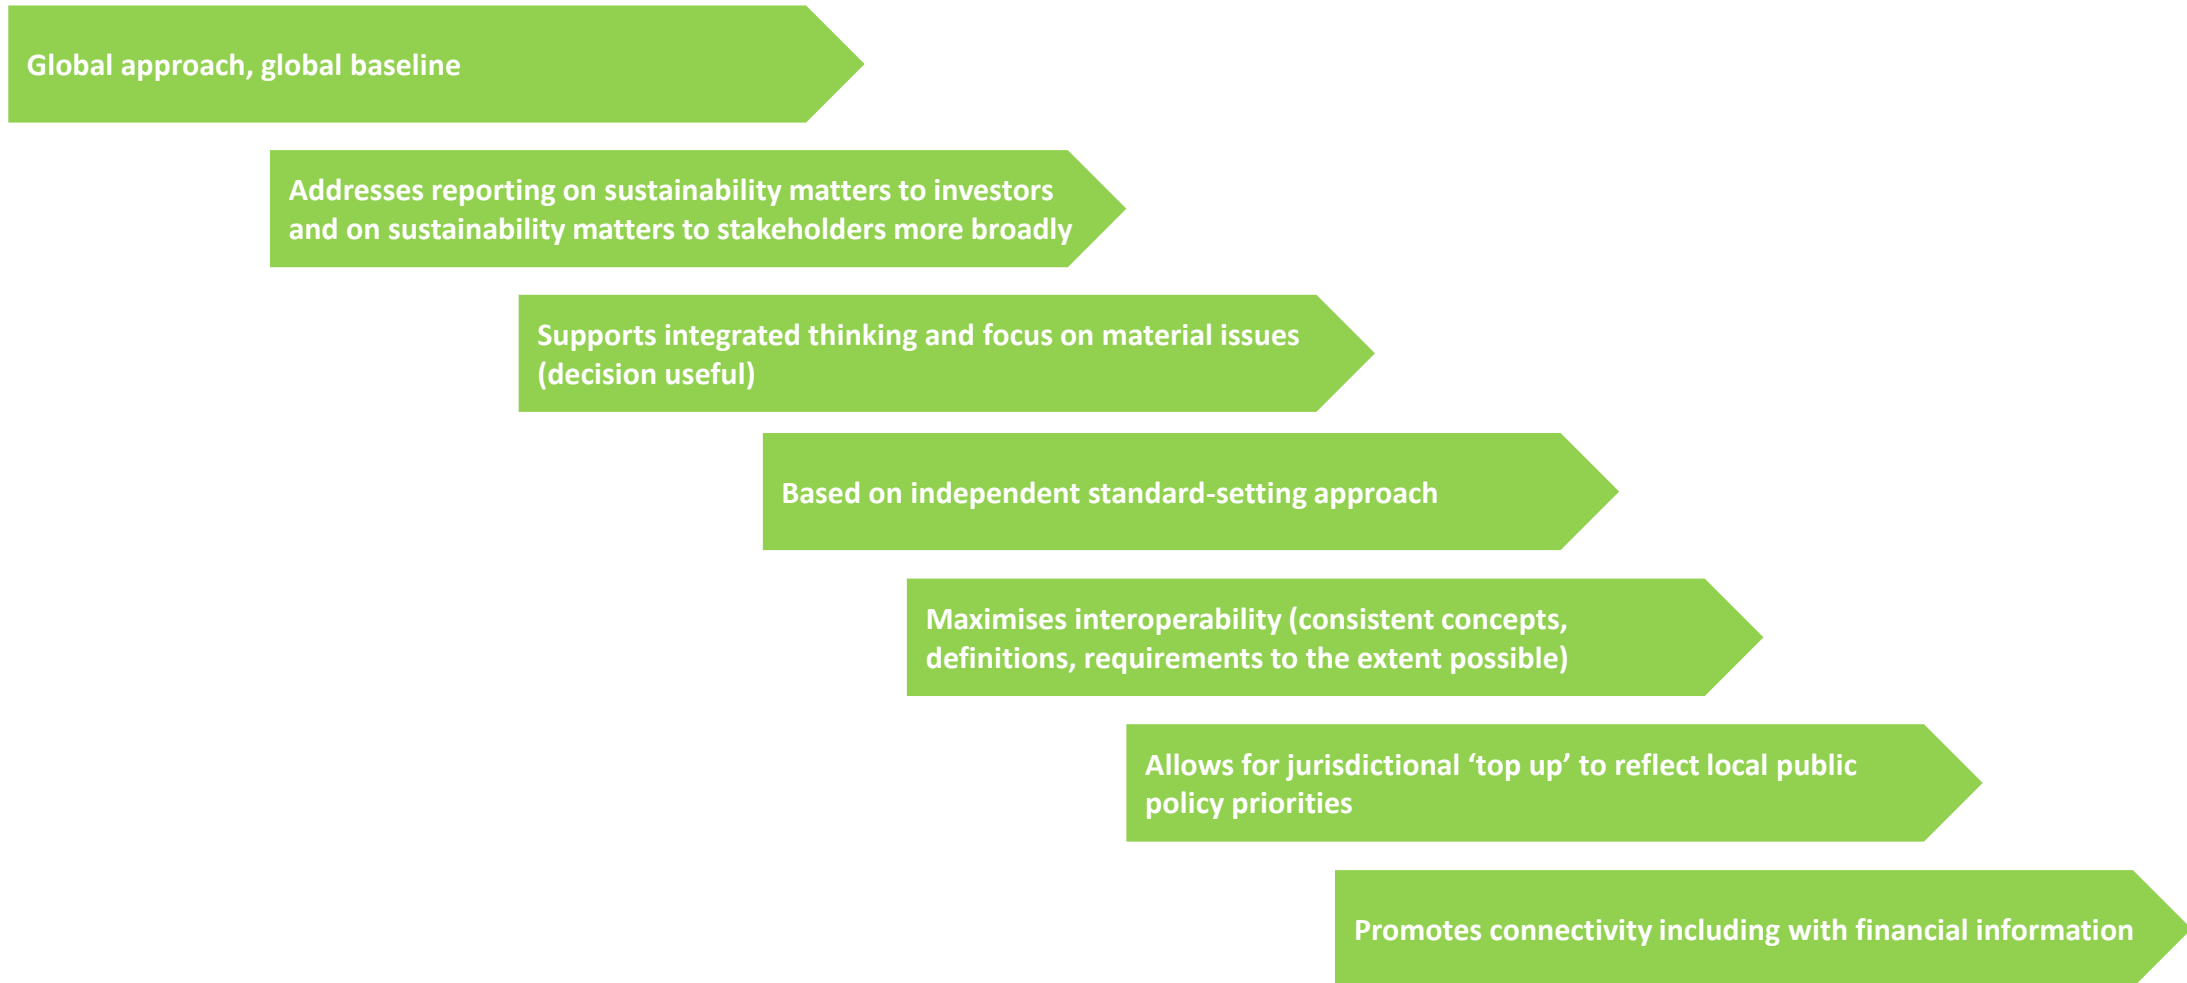 Global approach, global baseline
Addresses reporting on sustainability matters to investors
and on sustainability matters to stakeholders more broadly
Supports integrated thinking and focus on material issues
(decision useful)
Based on independent standard-setting approach
Maximises interoperability (consistent concepts,
definitions, requirements to the extent possible)
Allows for jurisdictional ‘top up’ to reflect local public
policy priorities
Promotes connectivity including with financial information